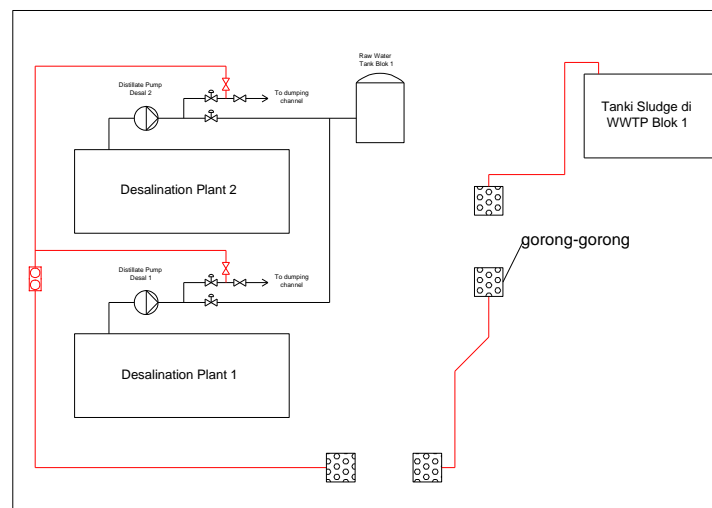 Raw Water
Tank Blok 1
Distillate Pump
Desal 2
To dumping
channel
Tanki Sludge di
WWTP Blok 1
Desalination Plant 2
gorong-gorong
Distillate Pump
Desal 1
To dumping
channel
Desalination Plant 1